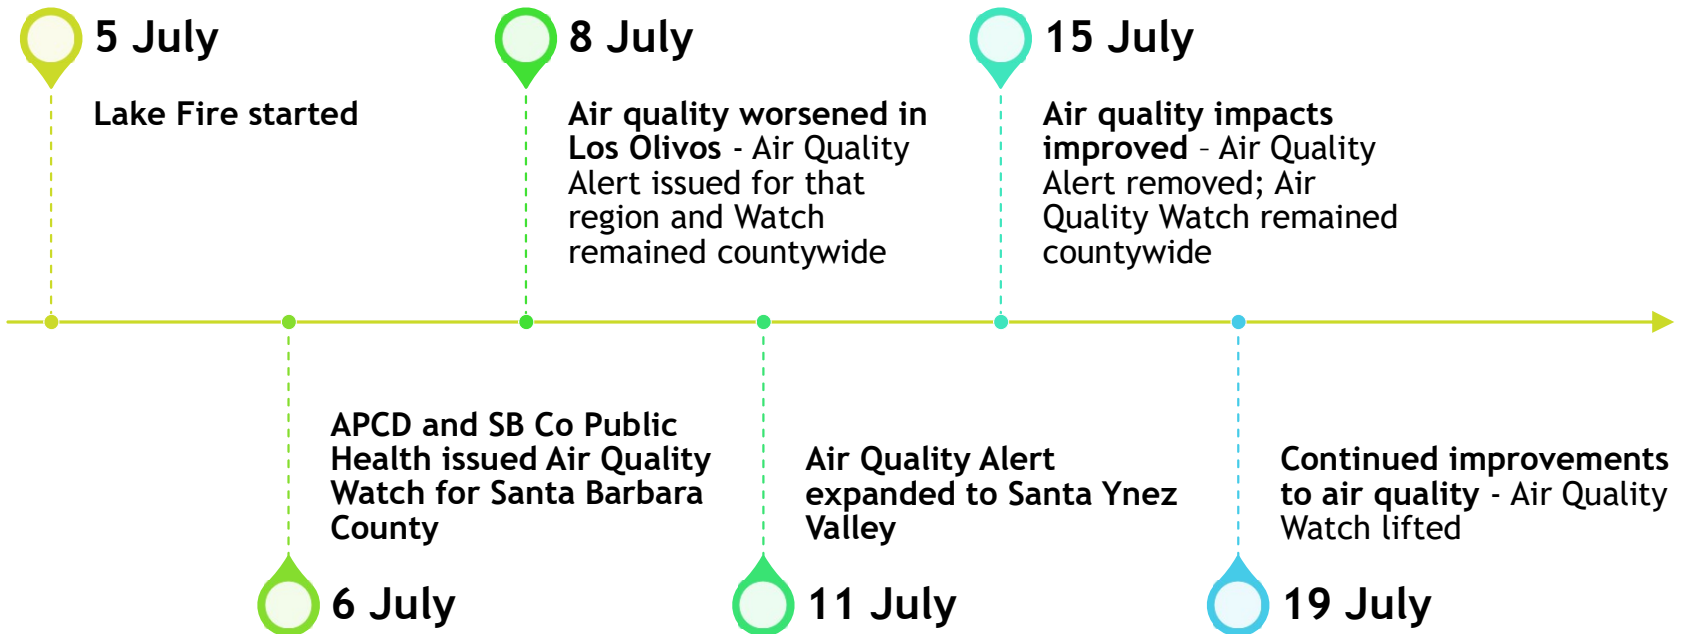 5 July
Lake Fire started
6 July
APCD and SB Co Public
Health issued Air Quality
Watch for Santa Barbara
County
8 July
Air quality worsened in
Los Olivos - Air Quality
Alert issued for that
region and Watch
remained countywide
11 July
Air Quality Alert
expanded to Santa Ynez
Valley
15 July
Air quality impacts
improved – Air Quality
Alert removed; Air
Quality Watch remained
countywide
19 July
Continued improvements
to air quality - Air Quality
Watch lifted